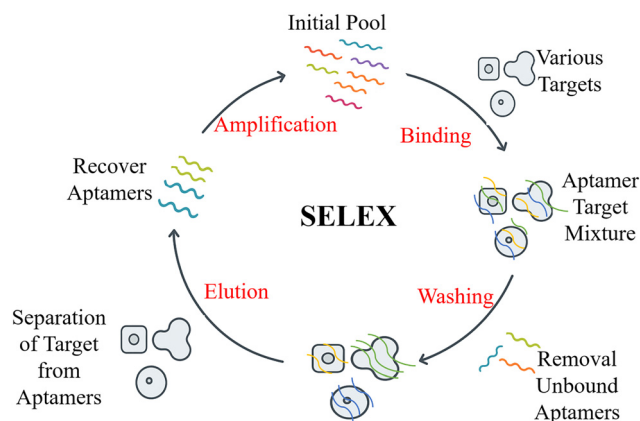 Initial Pool
Various
Targets
Amplification
Binding
Recover
Aptamers
SELEX
Aptamer
Target
Mixture
Elution
Washing
Separation
of Target
from
Aptamers
Removal
Unbound
Aptamers